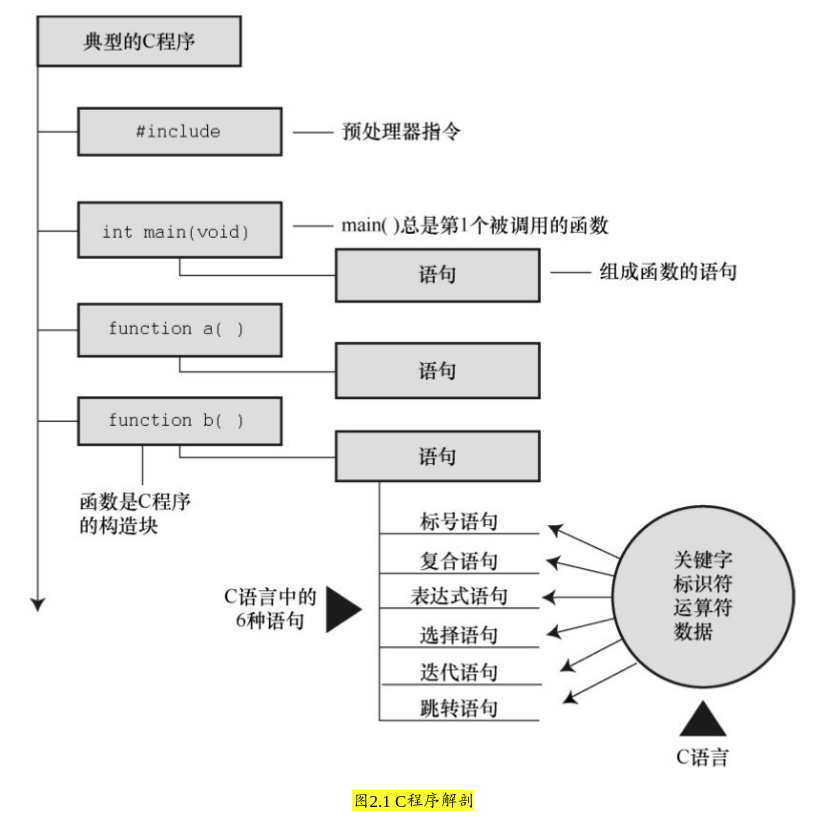 典型的C程序
#include
预处理器指令
int main(void)
main( )总是第1个被调用的函数
语句
组成函数的语句
function a( )
语句
function b( )
语句
函数是C程序
的构造块
标号语句
复合语句
表达式语句
选择语句
迭代语句
跳转语句
C语言中的
6种语句
关键字
标识符
运算符
数据
C语言
图2.1 C程序解剖